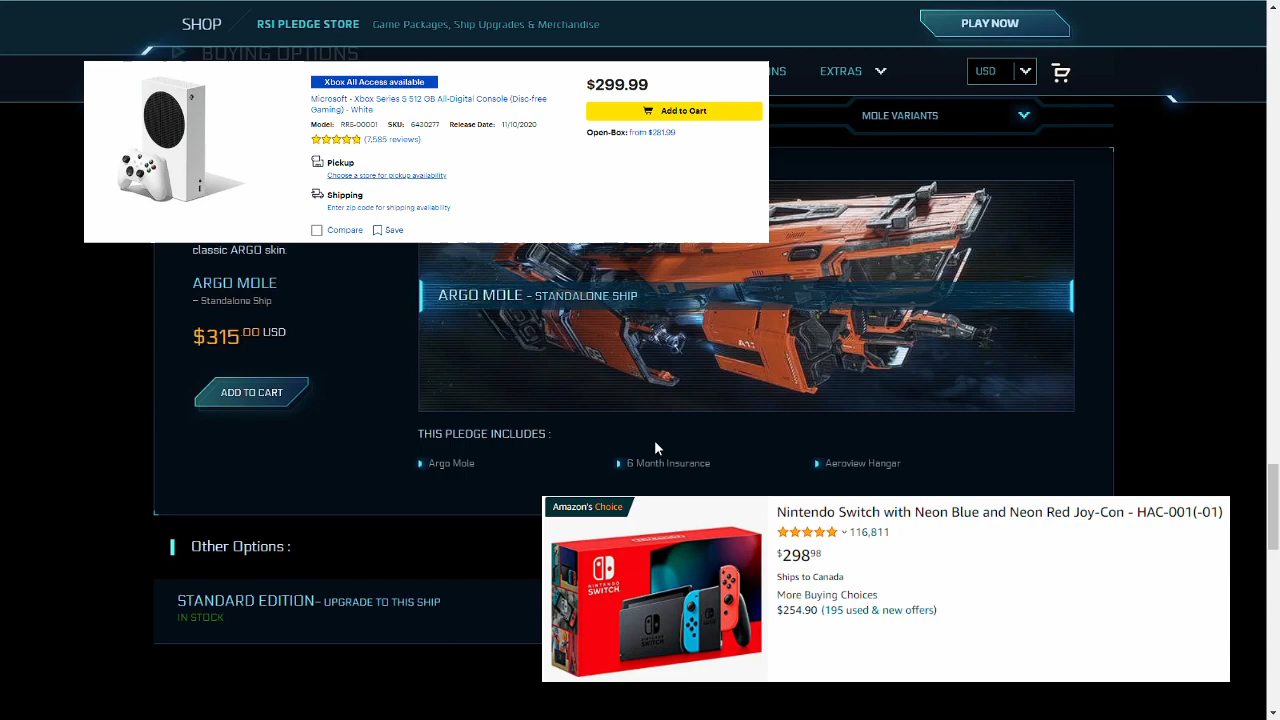 SHOP
RSI PLEDGE STORE
Game Packages, Ship Upgrades & Merchandise
PLAY NOW
BUYING OPTIONS
EXTRAS
USD
MOLE VARIANTS
Xbox All Access available
Microsoft - Xbox Series S 512 GB All-Digital Console (Disc-free
Gaming) - White
Model: RRS-00001 SKU: 6430277 Release Date: 11/10/2020
(7,585 reviews)
Pickup
Choose a store for pickup availability
Shipping
Enter zip code for shipping availability
Compare Save
$299.99
Add to Cart
Open-Box: from $281.99
classic ARGO skin.
ARGO MOLE
– Standalone Ship
$315.00 USD
ADD TO CART
ARGO MOLE – STANDALONE SHIP
THIS PLEDGE INCLUDES :
Argo Mole
6 Month Insurance
Aeroview Hangar
Other Options :
STANDARD EDITION– UPGRADE TO THIS SHIP
IN STOCK
Amazon's Choice
NINTENDO
SWITCH
Nintendo Switch with Neon Blue and Neon Red Joy-Con - HAC-001(-01)
116,811
$29898
Ships to Canada
More Buying Choices
$254.90 (195 used & new offers)